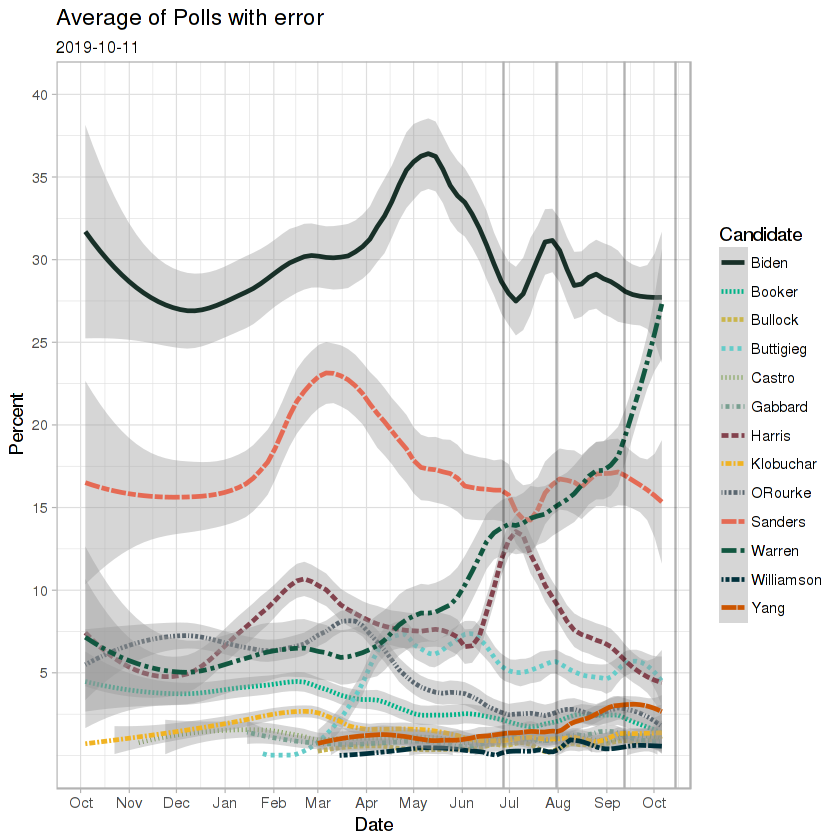 Average of Polls with error
2019-10-11
40
35
30
25
20
15
10
5
Percent
Oct Nov Dec Jan Feb Mar Apr May Jun Jul Aug Sep Oct
Date
Candidate
Biden
Booker
Bullock
Buttigieg
Castro
Gabbard
Harris
Klobuchar
ORourke
Sanders
Warren
Williamson
Yang